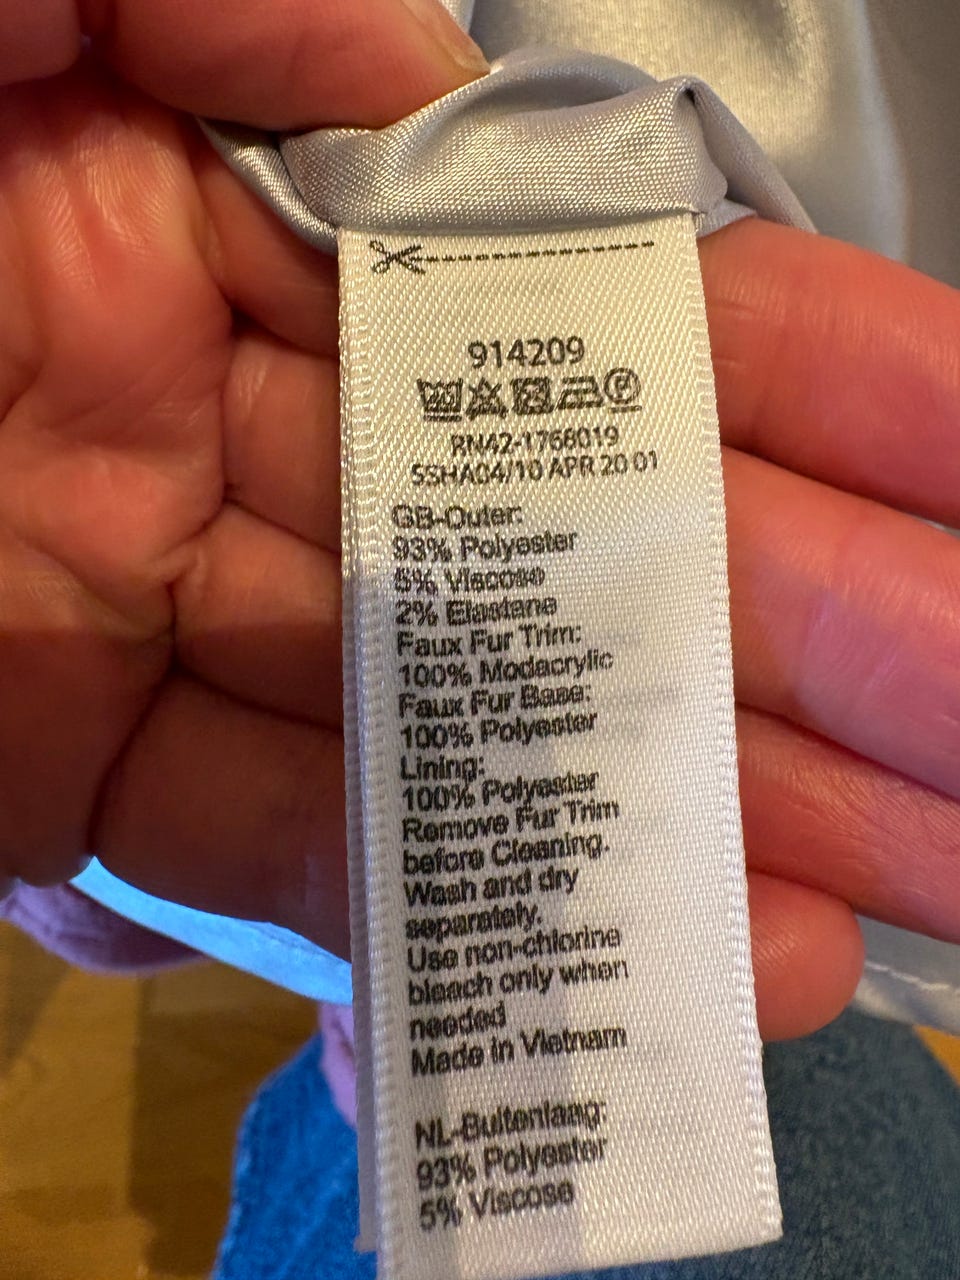 914209
RN42-1768019
SSHA04/10 APR 20 01
GB-Outer:
93% Polyester
5% Viscose
2% Elastane
Faux Fur Trim:
100% Modacrylic
Faux Fur Base:
100% Polyester
Lining:
100% Polyester
Remove Fur Trim
before Cleaning.
Wash and dry
separately.
Use non-chlorine
bleach only when
needed
Made in Vietnam
NL-Buitenlaag:
93% Polyester
5% Viscose